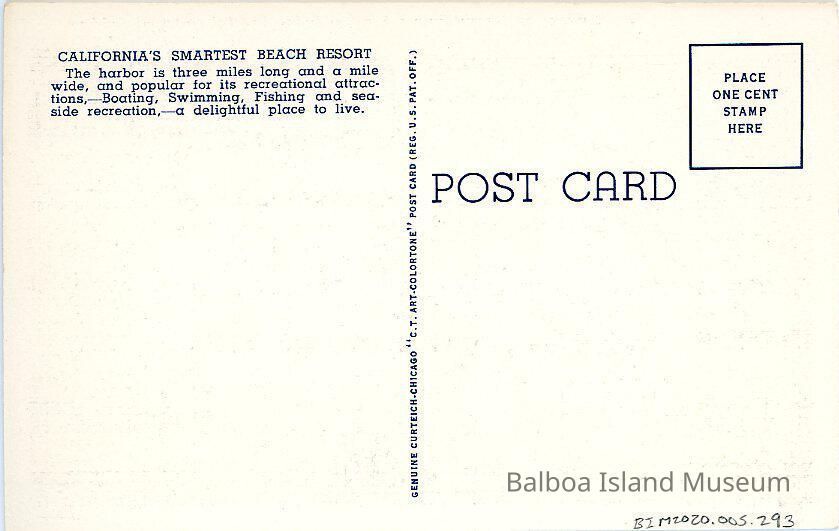 CALIFORNIA'S SMARTEST BEACH RESORT
The harbor is three miles long and a mile
wide, and popular for its recreational attrac-
tions,—Boating, Swimming, Fishing and sea-
side recreation,—a delightful place to live.
GENUINE CURTEICH-CHICAGO "C.T. ART-COLORTONE" POST CARD (REG. U.S. PAT. OFF.)
PLACE
ONE CENT
STAMP
HERE
POST CARD
Balboa Island Museum
BIM2020.005.293